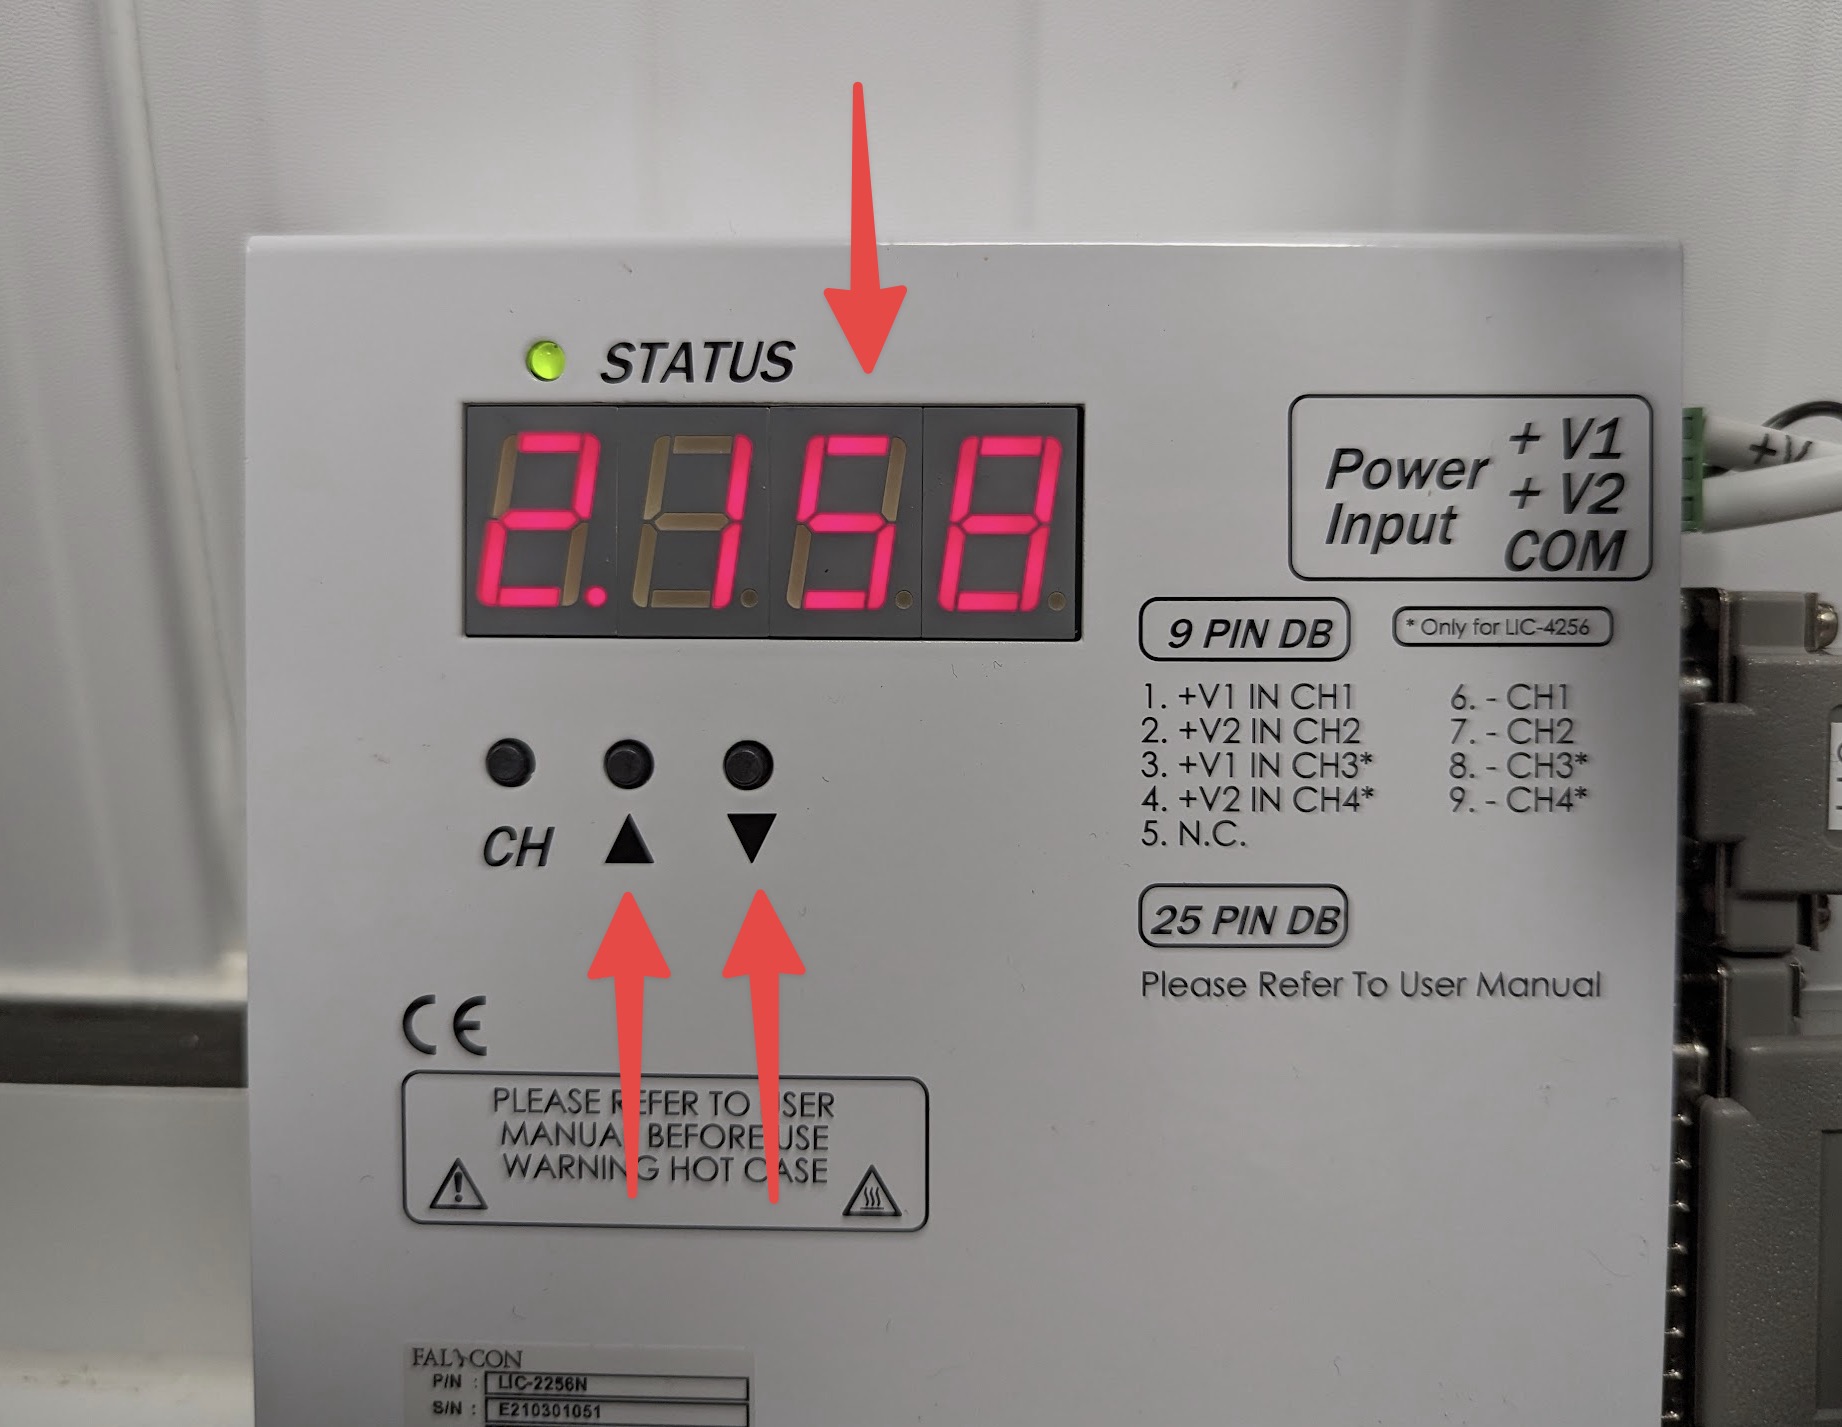 STATUS
2.158
CH
+V
Power Input
+ V1
+ V2
COM
9 PIN DB
* Only for LIC-4256
1. +V1 IN CH1
2. +V2 IN CH2
3. +V1 IN CH3*
4. +V2 IN CH4*
5. N.C.
6. - CH1
7. - CH2
8. - CH3*
9. - CH4*
25 PIN DB
Please Refer To User Manual
CE
PLEASE REFER TO USER
MANUAL BEFORE USE
WARNING HOT CASE
FALCON
P/N : LIC-2256N
S/N : E210301051